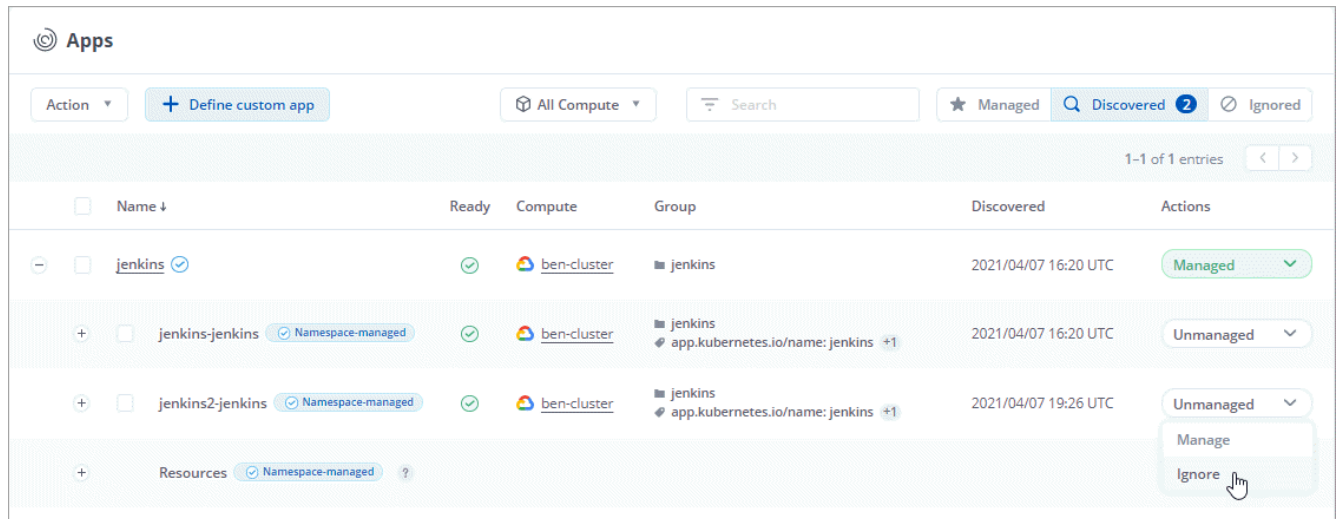 Apps
Action ▼ + Define custom app All Compute ▼ Search Managed Discovered 2 Ignored
1–1 of 1 entries < >
Name ↓ Ready Compute Group Discovered Actions
jenkins ben-cluster jenkins 2021/04/07 16:20 UTC Managed
jenkins-jenkins Namespace-managed ben-cluster jenkins 2021/04/07 16:20 UTC Unmanaged
app.kubernetes.io/name: jenkins +1
jenkins2-jenkins Namespace-managed ben-cluster jenkins 2021/04/07 19:26 UTC Unmanaged
app.kubernetes.io/name: jenkins +1
Manage
Resources Namespace-managed ? Ignore